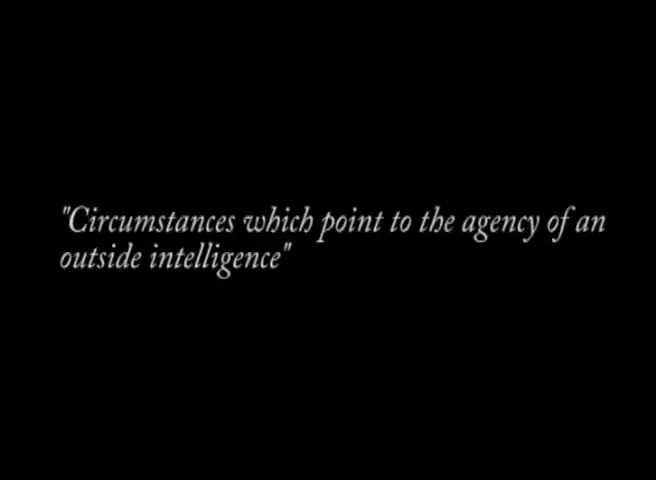 "Circumstances which point to the agency of an
outside intelligence"